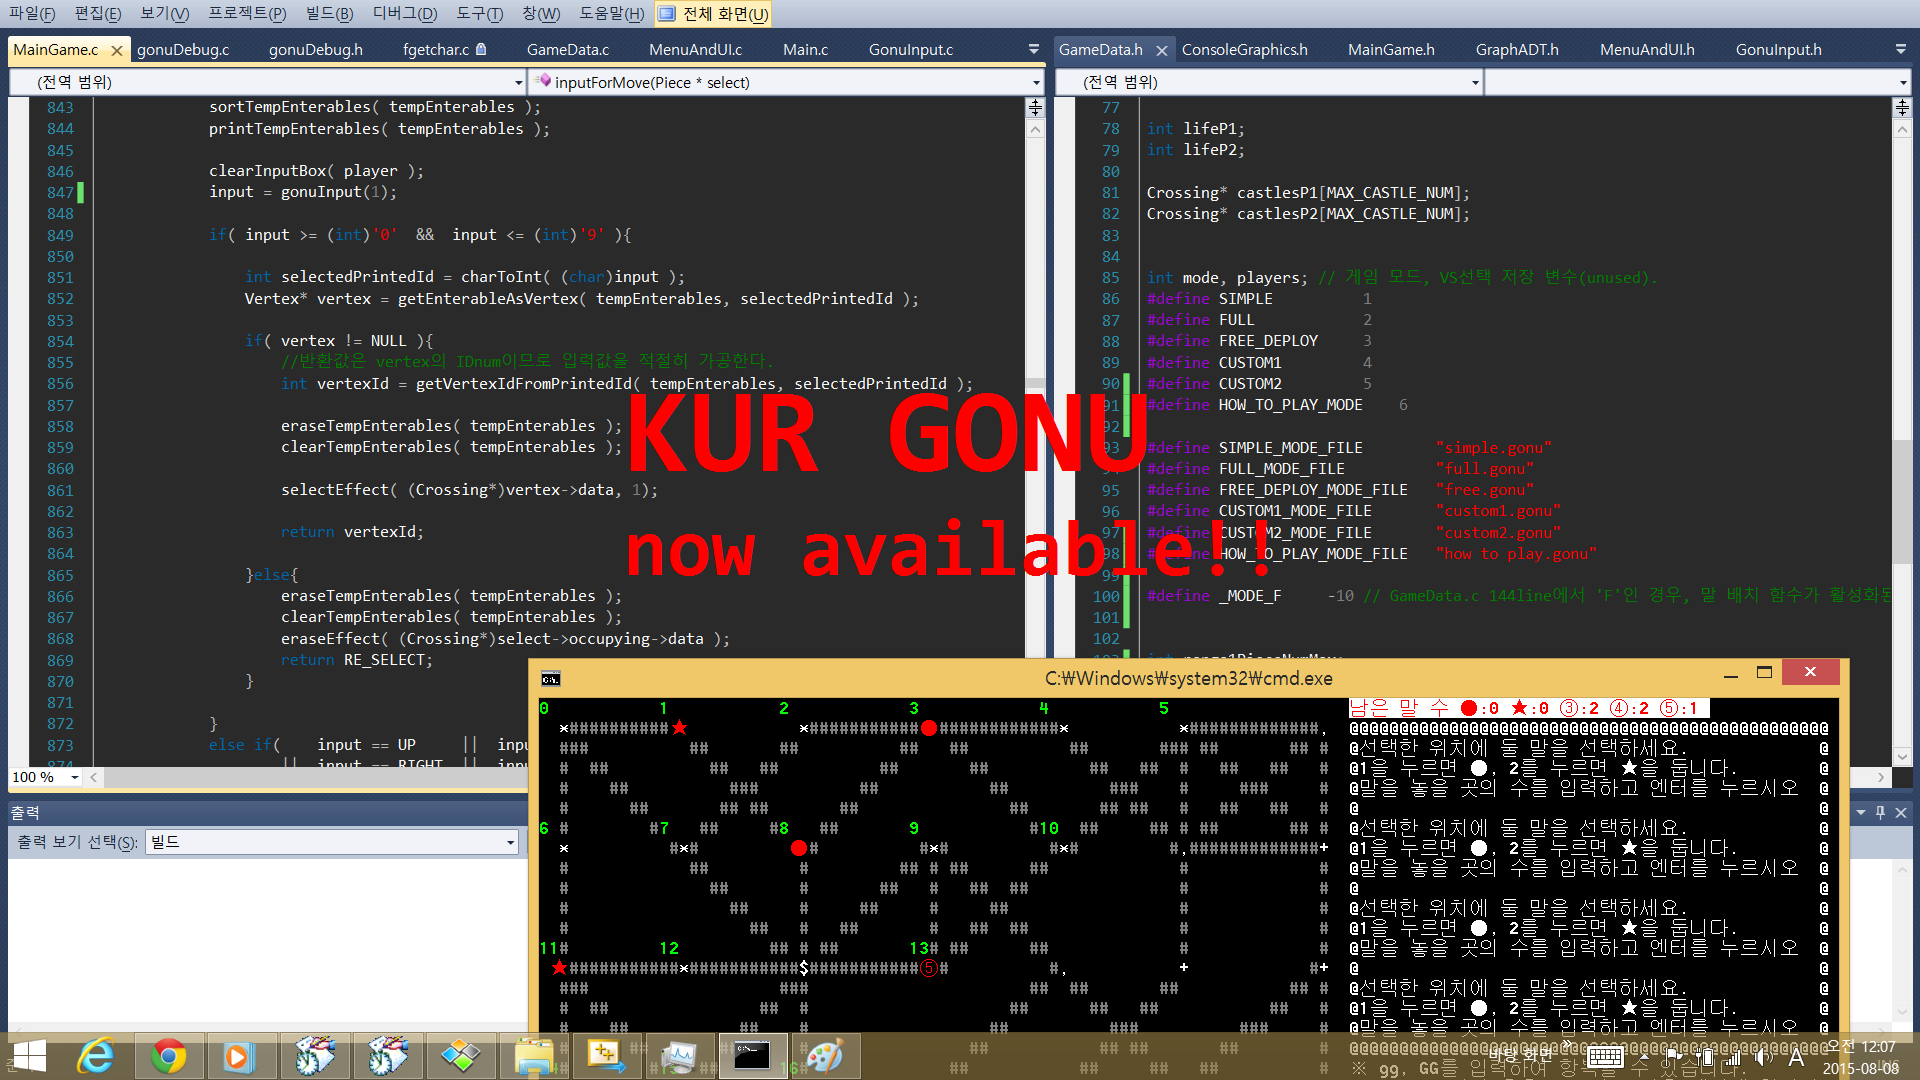 파일(F) 편집(E) 보기(V) 프로젝트(P) 빌드(B) 디버그(D) 도구(T) 창(W) 도움말(H) 전체 화면(U)
MainGame.c gonuDebug.c gonuDebug.h fgetchar.c GameData.c MenuAndUI.c Main.c GonuInput.c
(전역 범위) inputForMove(Piece * select)
843 sortTempEnterables( tempEnterables );
844 printTempEnterables( tempEnterables );
845
846 clearInputBox( player );
847 input = gonuInput(1);
848
849 if( input >= (int)'0' && input <= (int)'9' ){
850
851 int selectedPrintedId = charToInt( (char)input );
852 Vertex* vertex = getEnterableAsVertex( tempEnterables, selectedPrintedId );
853
854 if( vertex != NULL ){
855 //반환값은 vertex의 IDnum이므로 입력값을 적절히 가공한다.
856 int vertexId = getVertexIdFromPrintedId( tempEnterables, selectedPrintedId );
857
858 eraseTempEnterables( tempEnterables );
859 clearTempEnterables( tempEnterables );
860
861 selectEffect( (Crossing*)vertex->data, 1);
862
863 return vertexId;
864
865 }else{
866 eraseTempEnterables( tempEnterables );
867 clearTempEnterables( tempEnterables );
868 eraseEffect( (Crossing*)select->occupying->data );
869 return RE_SELECT;
870 }
871
872 }
873 else if( input == UP ||
|| input == RIGHT ||
100 %
GameData.h ConsoleGraphics.h MainGame.h GraphADT.h MenuAndUI.h GonuInput.h
(전역 범위)
77
78 int lifeP1;
79 int lifeP2;
80
81 Crossing* castlesP1[MAX_CASTLE_NUM];
82 Crossing* castlesP2[MAX_CASTLE_NUM];
83
84
85 int mode, players; // 게임 모드, VS선택 저장 변수(unused).
86 #define SIMPLE 1
87 #define FULL 2
88 #define FREE_DEPLOY 3
89 #define CUSTOM1 4
90 #define CUSTOM2 5
91 #define HOW_TO_PLAY_MODE 6
92
93 #define SIMPLE_MODE_FILE "simple.gonu"
#define FULL_MODE_FILE "full.gonu"
95 #define FREE_DEPLOY_MODE_FILE "free.gonu"
96 #define CUSTOM1_MODE_FILE "custom1.gonu"
97 #define CUSTOM2_MODE_FILE "custom2.gonu"
98 #define HOW_TO_PLAY_MODE_FILE "how to play.gonu"
99
100 #define _MODE_F -10 // GameData.c 144line에서 'F'인 경우, 말 배치 함수가 활성화된
101
102
KUR GONU
now available!!
출력
출력 보기 선택(S): 빌드
C:₩Windows₩system32₩cmd.exe
0 1 2 3 4 5
6 7 8 9 10
11 12 13
⑤
남은 말 수 ●:0 ★:0 ③:2 ④:2 ⑤:1
@@@@@@@@@@@@@@@@@@@@@@@@@@@@@@@@@@@@@@@@@@@@@@@@
@선택한 위치에 둘 말을 선택하세요. @
@1을 누르면 ●, 2를 누르면 ★을 둡니다. @
@말을 놓을 곳의 수를 입력하고 엔터를 누르시오 @
@ @
@선택한 위치에 둘 말을 선택하세요. @
@1을 누르면 ●, 2를 누르면 ★을 둡니다. @
@말을 놓을 곳의 수를 입력하고 엔터를 누르시오 @
@ @
@선택한 위치에 둘 말을 선택하세요. @
@1을 누르면 ●, 2를 누르면 ★을 둡니다. @
@말을 놓을 곳의 수를 입력하고 엔터를 누르시오 @
@ @
@선택한 위치에 둘 말을 선택하세요. @
@1을 누르면 ●, 2를 누르면 ★을 둡니다. @
@말을 놓을 곳의 수를 입력하고 엔터를 누르시오 @
※ gg, GG를 입력하여 항복할 수 있습니다.
바탕 화면 A 오전 12:07
2015-08-08